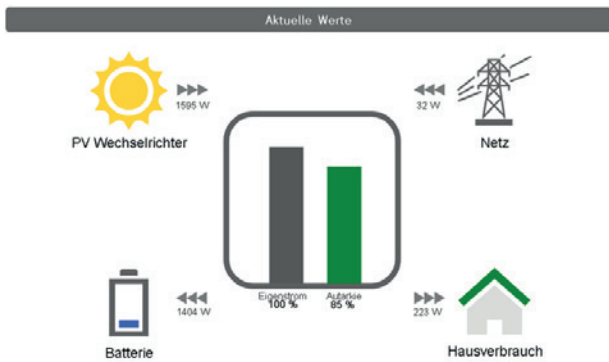 Aktuelle Werte
1595 W
32 W
PV Wechselrichter
Netz
Eigenstrom
100 %
Autarkie
85 %
1404 W
223 W
Batterie
Hausverbrauch